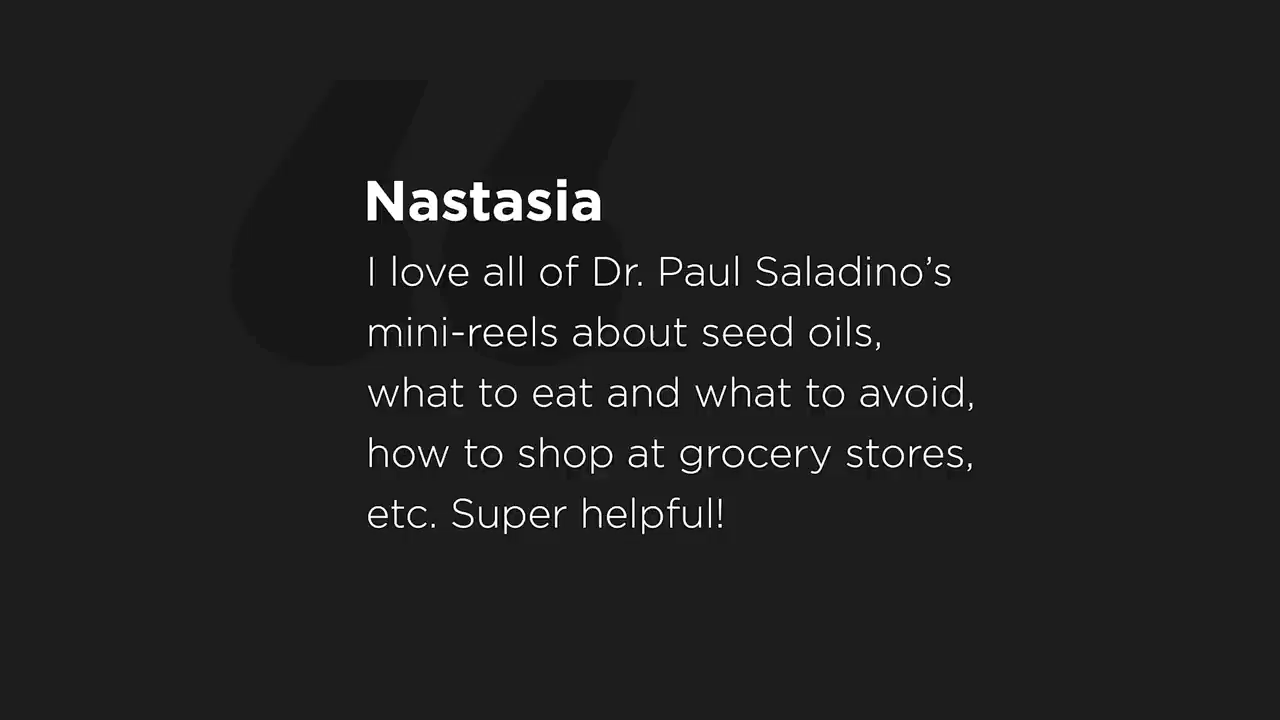 Nastasia
I love all of Dr. Paul Saladino’s
mini-reels about seed oils,
what to eat and what to avoid,
how to shop at grocery stores,
etc. Super helpful!